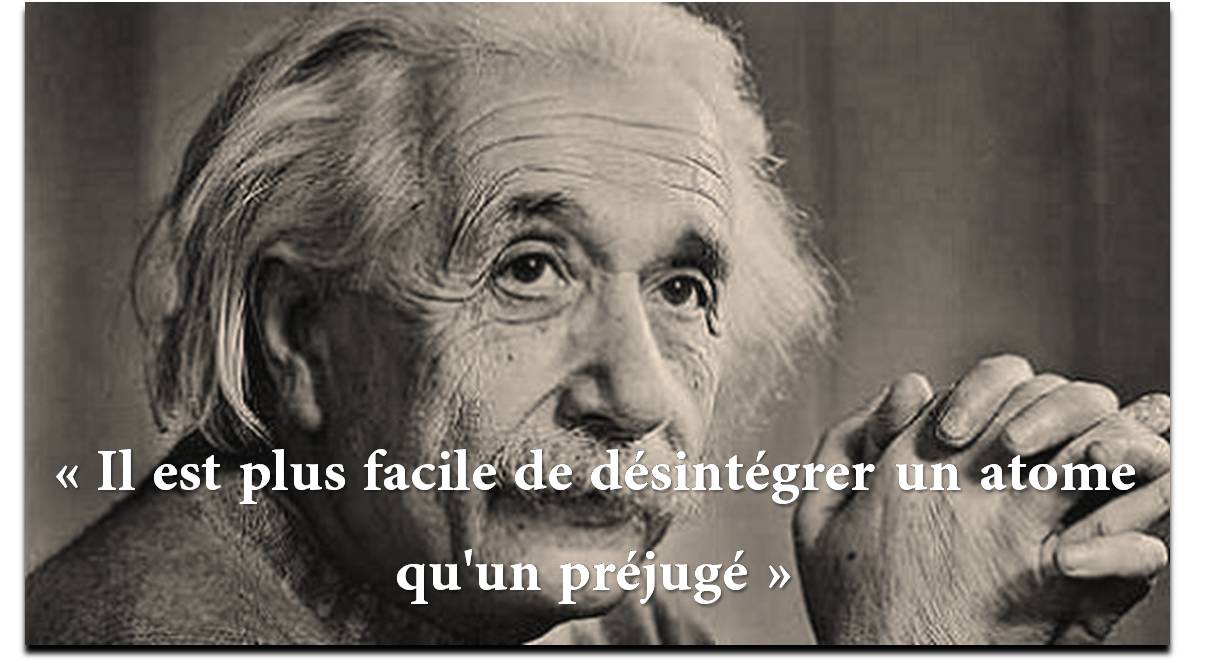 « Il est plus facile de désintégrer un atome
qu'un préjugé »